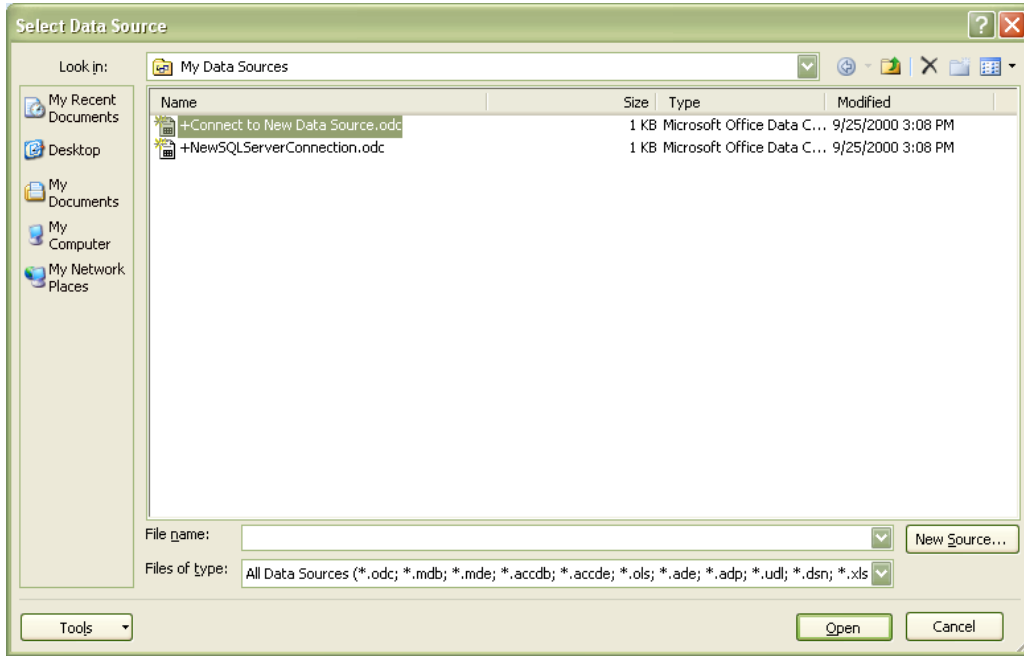 Select Data Source
Look in: My Data Sources
My Recent Documents
Desktop
My Documents
My Computer
My Network Places
Name Size Type Modified
+Connect to New Data Source.odc 1 KB Microsoft Office Data C... 9/25/2000 3:08 PM
+NewSQLServerConnection.odc 1 KB Microsoft Office Data C... 9/25/2000 3:08 PM
File name: New Source...
Files of type: All Data Sources (*.odc; *.mdb; *.mde; *.accdb; *.accde; *.ols; *.ade; *.adp; *.udl; *.dsn; *.xls
Tools Open Cancel